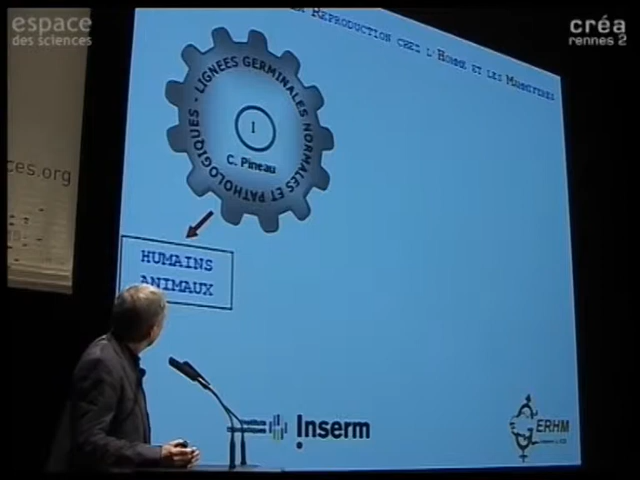 espace
des sciences
créa
rennes 2
Reproduction chez l'Homme et les Mammifères
LIGNÉES GERMINALES NORMALES ET PATHOLOGIQUES -
1
C. Pineau
ces.org
HUMAINS
ANIMAUX
Inserm
GERHM